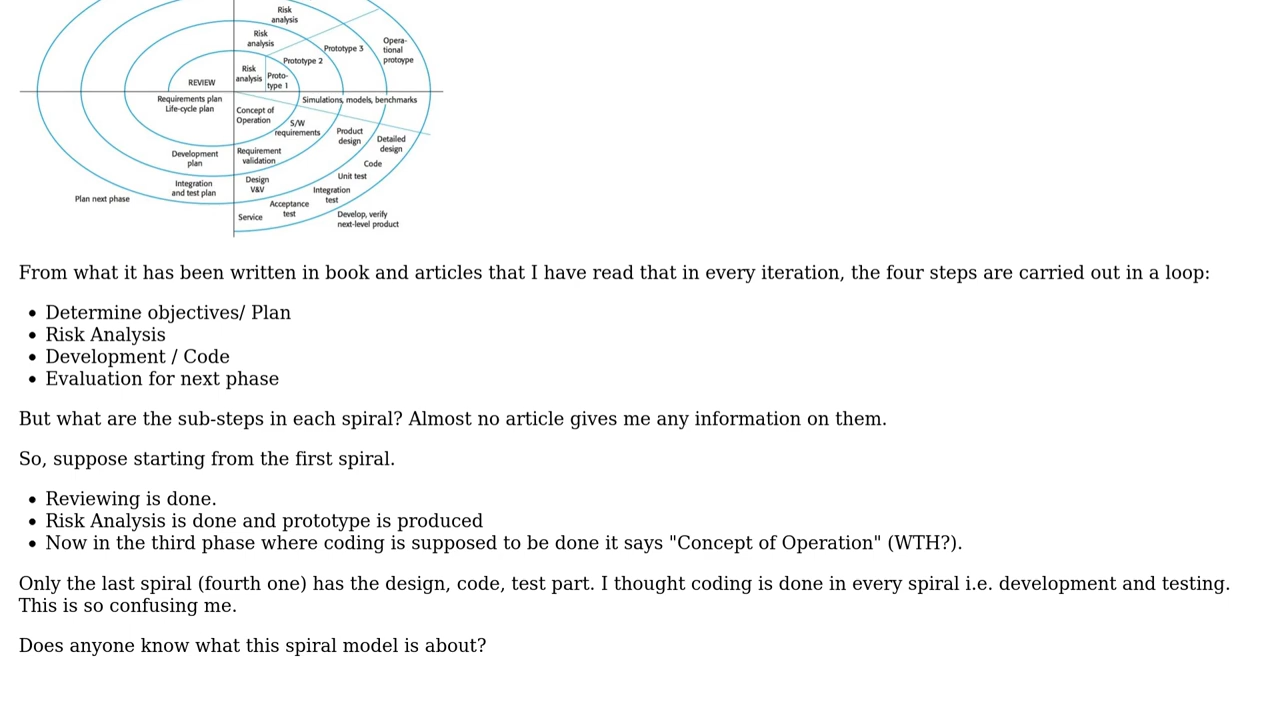 Risk
analysis
Risk
analysis
Opera-
tional
protoype
Prototype 3
Prototype 2
Risk
analysis
Proto-
type 1
REVIEW
Requirements plan
Life-cycle plan
Simulations, models, benchmarks
Concept of
Operation
S/W
requirements
Product
design
Detailed
design
Development
plan
Requirement
validation
Code
Unit test
Integration
and test plan
Design
V&V
Integration
test
Plan next phase
Acceptance
test
Service
Develop, verify
next-level product
From what it has been written in book and articles that I have read that in every iteration, the four steps are carried out in a loop:
• Determine objectives/ Plan
• Risk Analysis
• Development / Code
• Evaluation for next phase
But what are the sub-steps in each spiral? Almost no article gives me any information on them.
So, suppose starting from the first spiral.
• Reviewing is done.
• Risk Analysis is done and prototype is produced
• Now in the third phase where coding is supposed to be done it says "Concept of Operation" (WTH?).
Only the last spiral (fourth one) has the design, code, test part. I thought coding is done in every spiral i.e. development and testing.
This is so confusing me.
Does anyone know what this spiral model is about?